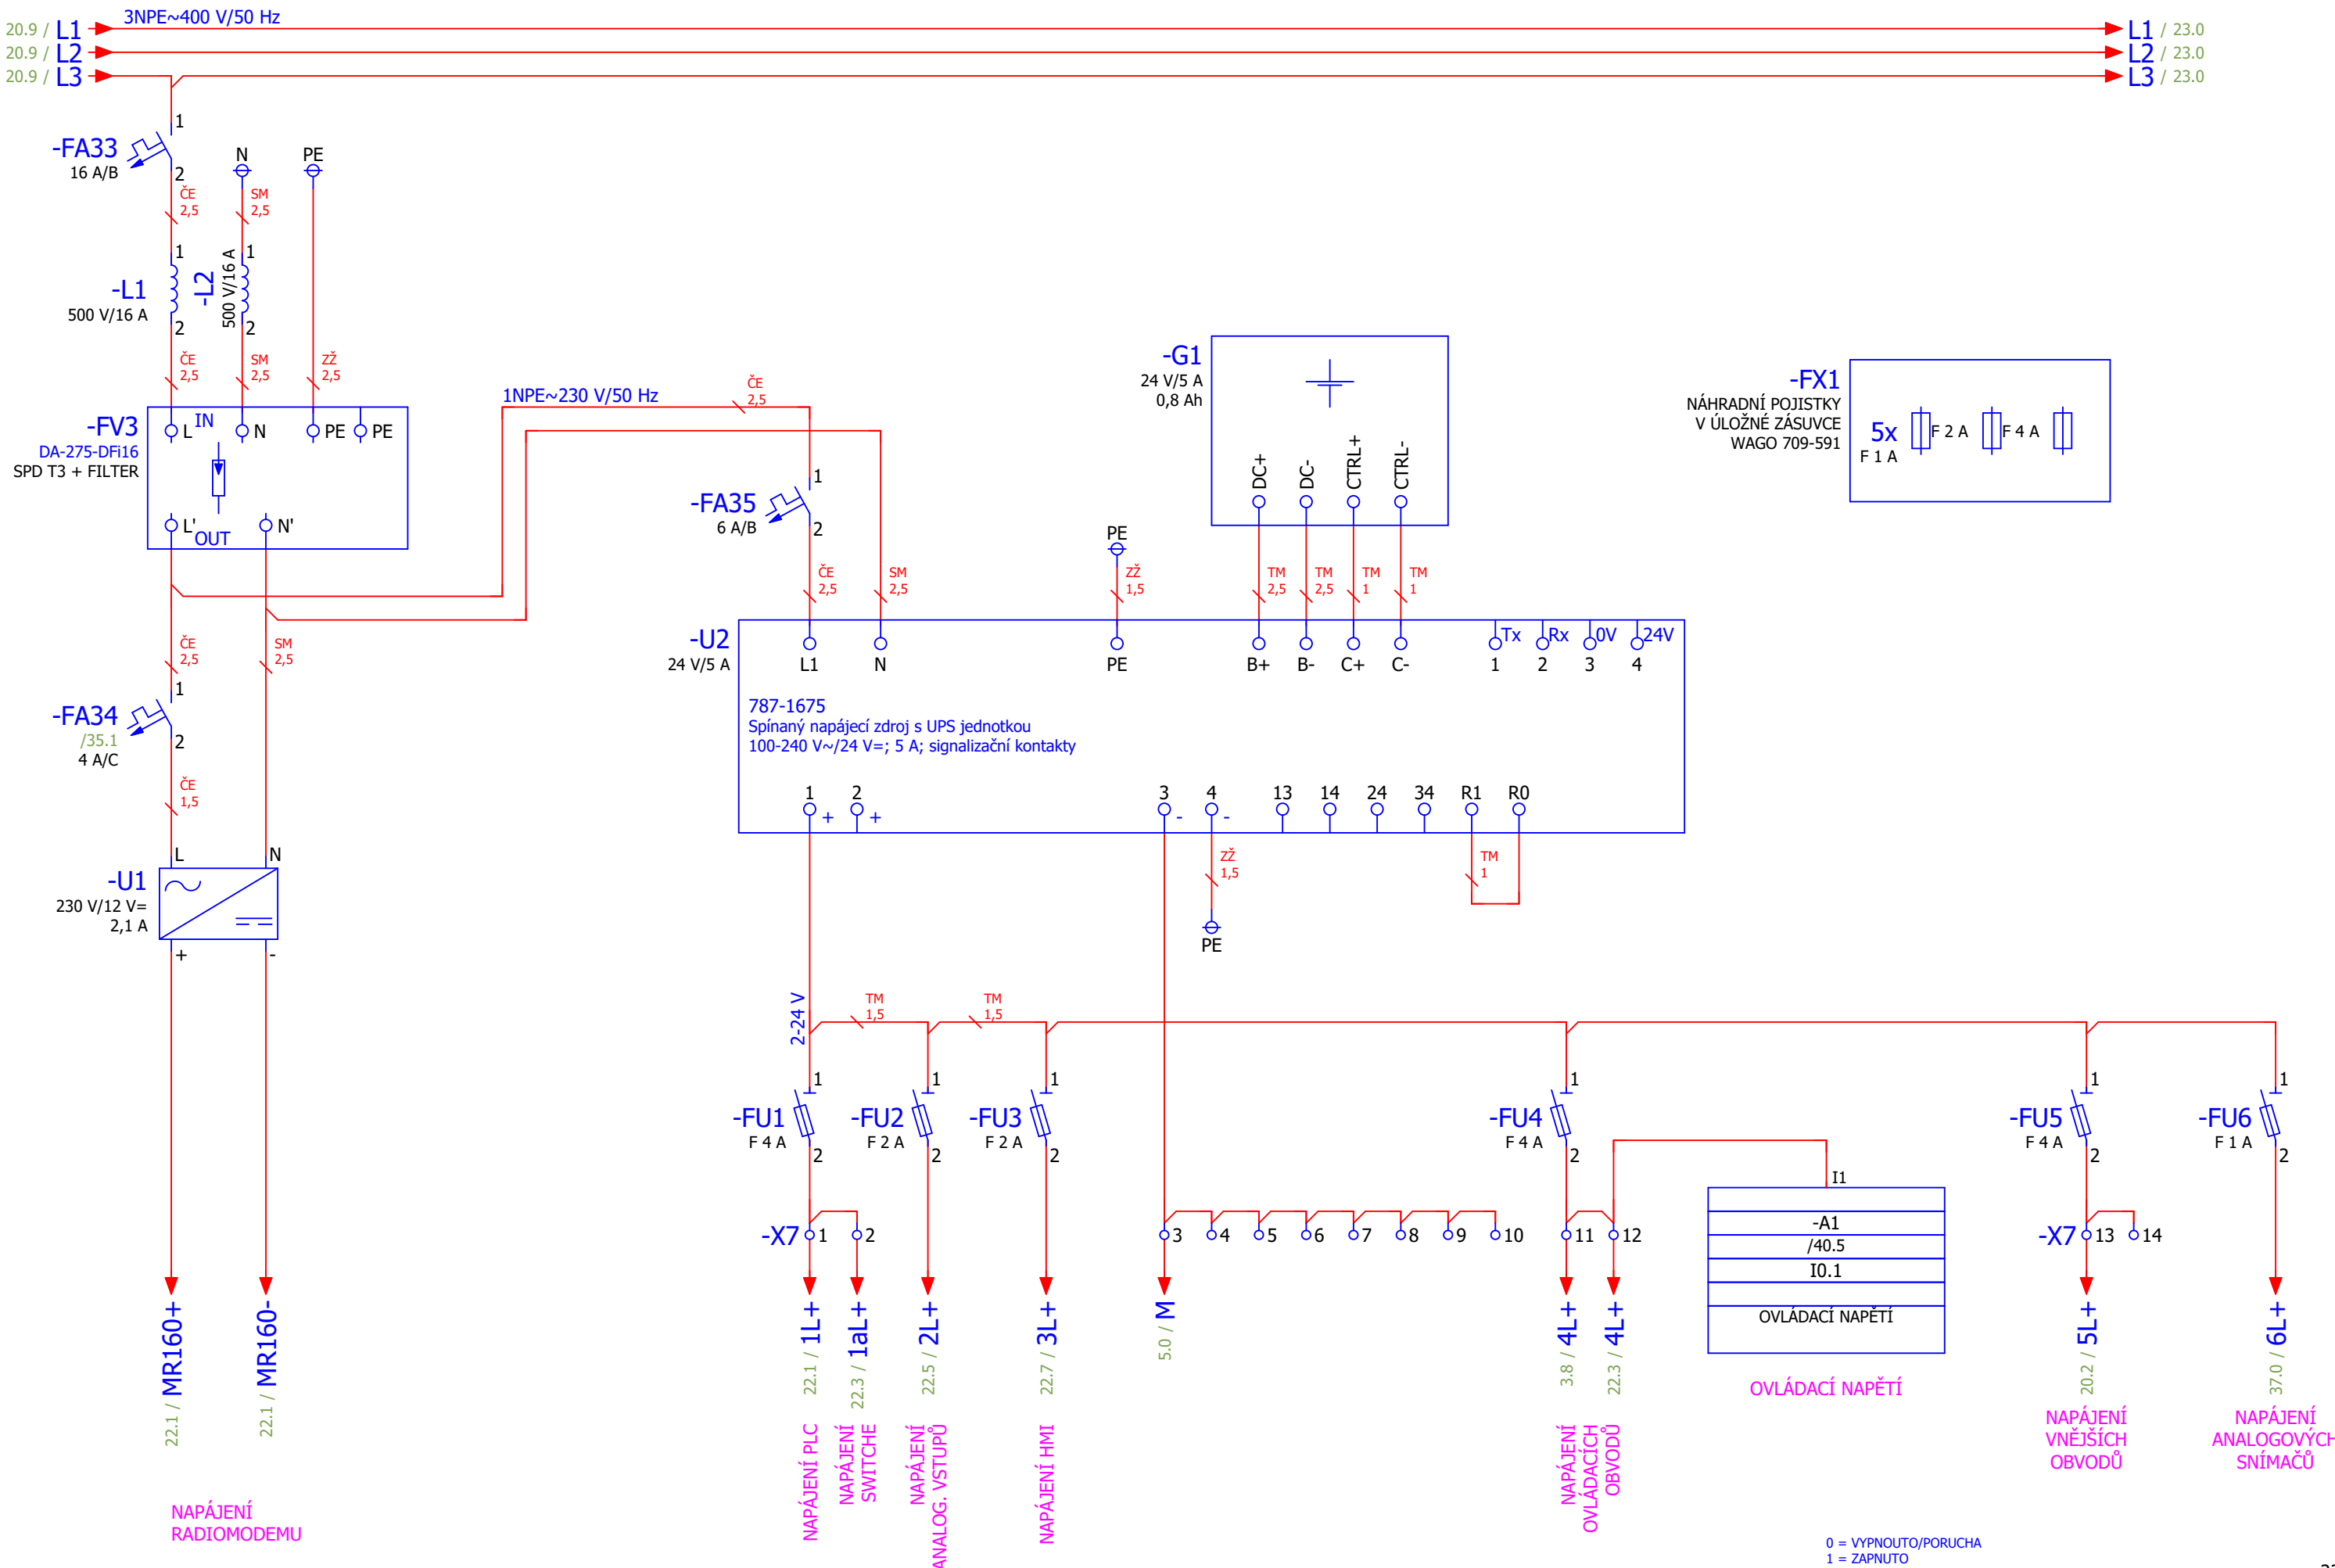 3NPE~400 V/50 Hz
20.9 / L1
L1 / 23.0
20.9 / L2
L2 / 23.0
20.9 / L3
L3 / 23.0
1
-FA33
16 A/B
2
N
PE
ČE
2,5
SM
2,5
1
-L1
500 V/16 A
2
-L2
500 V/16 A
1
2
ČE
2,5
SM
2,5
ZŽ
2,5
-FV3
DA-275-DFi16
SPD T3 + FILTER
L
IN
N
PE
PE
L'
OUT
N'
1NPE~230 V/50 Hz
ČE
2,5
-FA35
6 A/B
1
2
ČE
2,5
SM
2,5
PE
ZŽ
1,5
-G1
24 V/5 A
0,8 Ah
DC+
DC-
CTRL+
CTRL-
TM
2,5
TM
2,5
TM
1
TM
1
-FX1
NÁHRADNÍ POJISTKY
V ÚLOŽNÉ ZÁSUVCE
WAGO 709-591
5x
F 1 A
F 2 A
F 4 A
ČE
2,5
SM
2,5
-FA34
/35.1
4 A/C
1
2
ČE
1,5
L
N
-U1
230 V/12 V=
2,1 A
+
-
-U2
24 V/5 A
L1
N
PE
B+
B-
C+
C-
Tx
Rx
0V
24V
1
2
3
4
787-1675
Spínaný napájecí zdroj s UPS jednotkou
100-240 V~/24 V=; 5 A; signalizační kontakty
1
2
3
4
13
14
24
34
R1
R0
+
+
-
-
ZŽ
1,5
PE
TM
1
2-24 V
TM
1,5
TM
1,5
-FU1
F 4 A
1
2
-FU2
F 2 A
1
2
-FU3
F 2 A
1
2
-FU4
F 4 A
1
2
-FU5
F 4 A
1
2
-FU6
F 1 A
1
2
I1
-A1
/40.5
I0.1
OVLÁDACÍ NAPĚTÍ
-X7
1
2
3
4
5
6
7
8
9
10
11
12
-X7
13
14
22.1 / MR160+
22.1 / MR160-
22.1 / 1L+
22.3 / 1aL+
22.5 / 2L+
22.7 / 3L+
5.0 / M
3.8 / 4L+
22.3 / 4L+
20.2 / 5L+
37.0 / 6L+
NAPÁJENÍ
RADIOMODEMU
NAPÁJENÍ PLC
NAPÁJENÍ
SWITCHE
NAPÁJENÍ
ANALOG. VSTUPŮ
NAPÁJENÍ HMI
NAPÁJENÍ
OVLÁDACÍCH
OBVODŮ
OVLÁDACÍ NAPĚTÍ
NAPÁJENÍ
VNĚJŠÍCH
OBVODŮ
NAPÁJENÍ
ANALOGOVÝCH
SNÍMAČŮ
0 = VYPNOUTO/PORUCHA
1 = ZAPNUTO